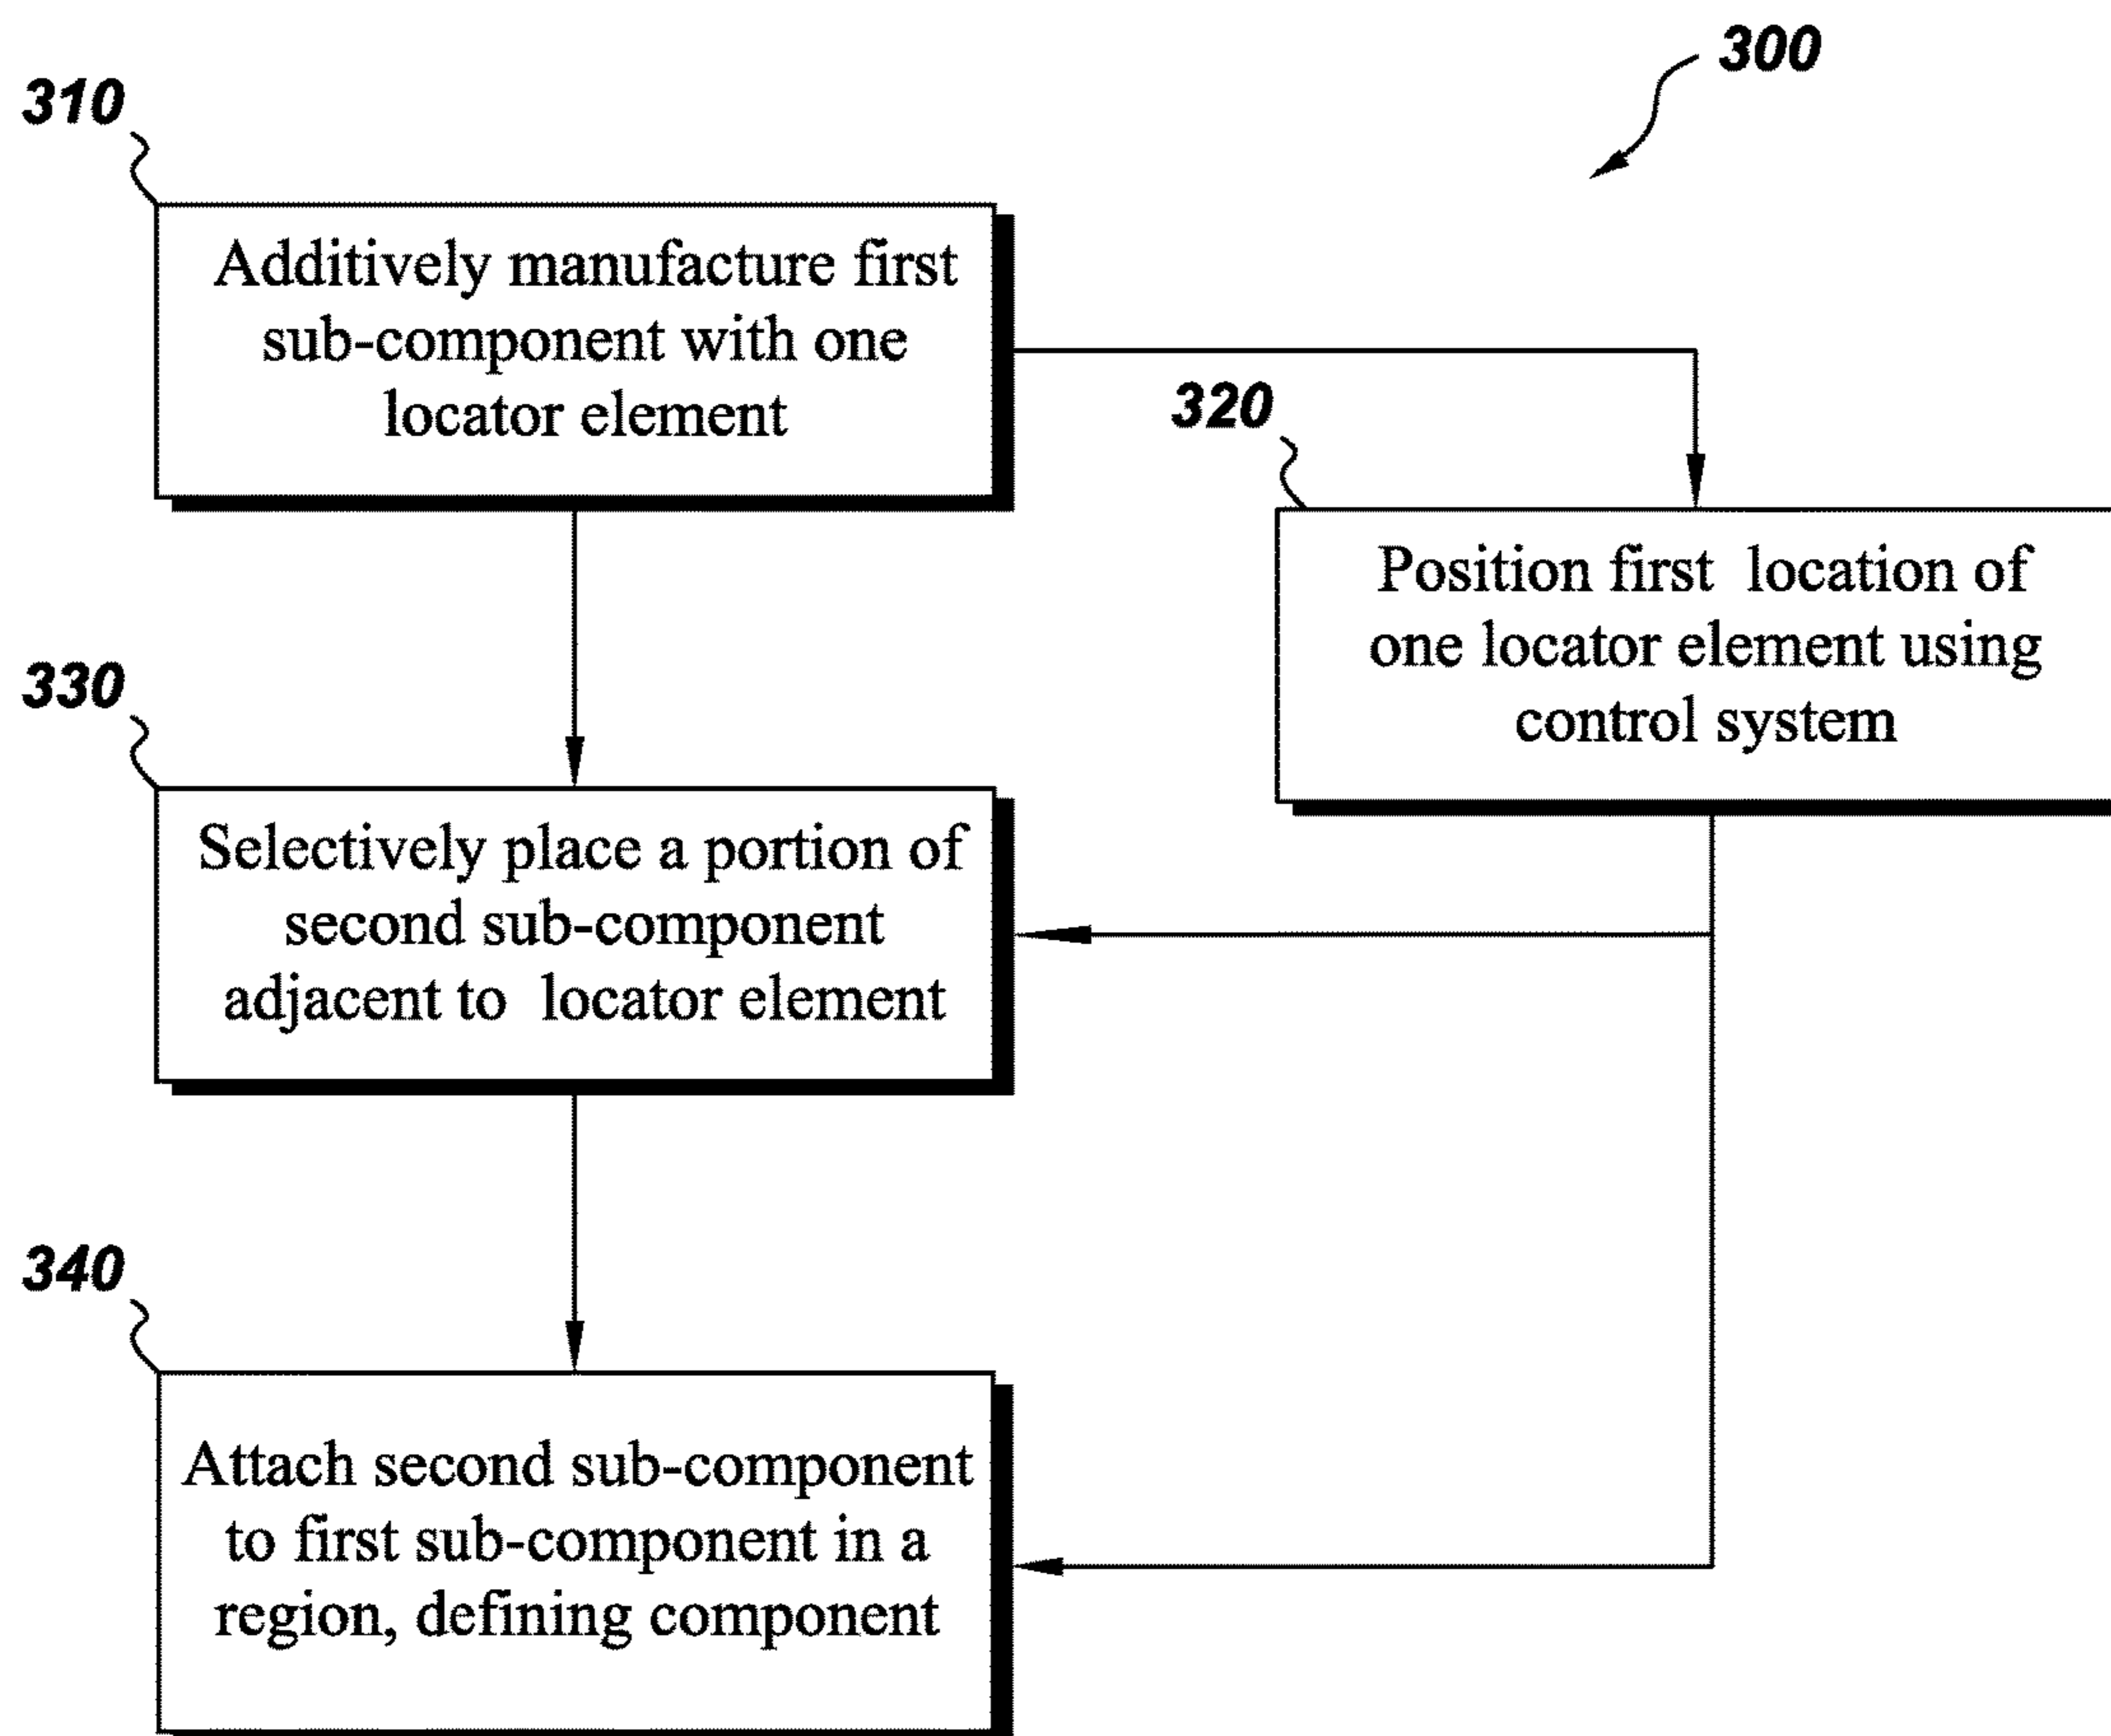 300
310
Additively manufacture first
sub-component with one
locator element
320
Position first location of
one locator element using
control system
330
Selectively place a portion of
second sub-component
adjacent to locator element
340
Attach second sub-component
to first sub-component in a
region, defining component